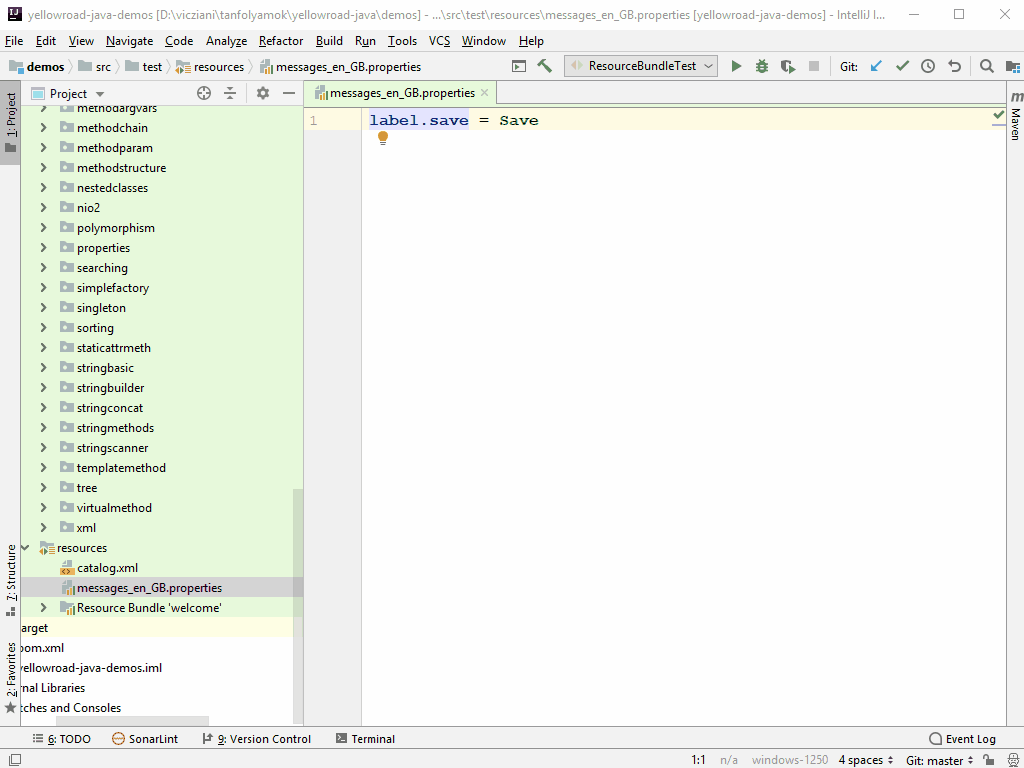 yellowroad-java-demos [D:\vicziani\tanfolyamok\yellowroad-java\demos] - ...\src\test\resources\messages_en_GB.properties [yellowroad-java-demos] - IntelliJ I...
File Edit View Navigate Code Analyze Refactor Build Run Tools VCS Window Help
demos src test resources messages_en_GB.properties ResourceBundleTest Git:
1: Project
Project
messages_en_GB.properties
Maven
methodargvars
1
label.save = Save
methodchain
methodparam
methodstructure
nestedclasses
nio2
polymorphism
properties
searching
simplefactory
singleton
sorting
staticattrmeth
stringbasic
stringbuilder
stringconcat
stringmethods
stringscanner
templatemethod
tree
virtualmethod
xml
resources
catalog.xml
messages_en_GB.properties
Resource Bundle 'welcome'
arget
pom.xml
yellowroad-java-demos.iml
rnal Libraries
tches and Consoles
7: Structure
2: Favorites
6: TODO SonarLint 9: Version Control Terminal Event Log
1:1 n/a windows-1250 4 spaces Git: master